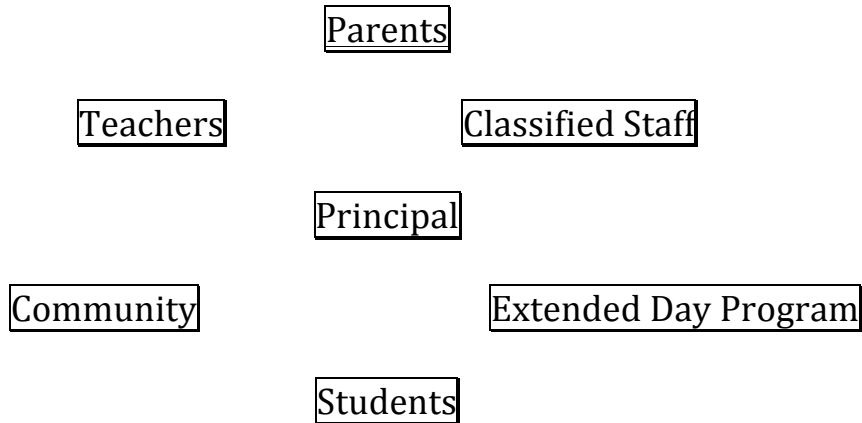 Parents
Teachers Classified Staff
Principal
Community Extended Day Program
Students